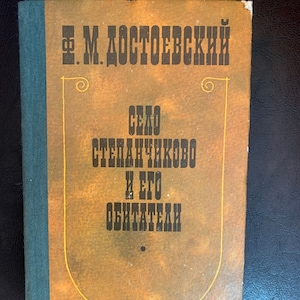 Ф. М. ДОСТОЕВСКИЙ
СЕЛО
СТЕПАНЧИКОВО
И ЕГО
ОБИТАТЕЛИ